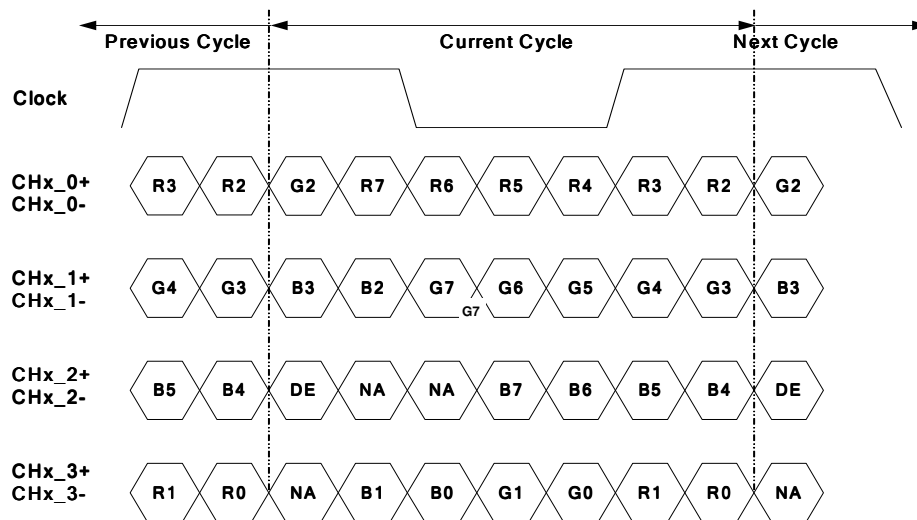 Previous Cycle Current Cycle Next Cycle
Clock
CHx_0+
CHx_0-
R3 R2 G2 R7 R6 R5 R4 R3 R2 G2
CHx_1+
CHx_1-
G4 G3 B3 B2 G7 G6 G5 G4 G3 B3
G7
CHx_2+
CHx_2-
B5 B4 DE NA NA B7 B6 B5 B4 DE
CHx_3+
CHx_3-
R1 R0 NA B1 B0 G1 G0 R1 R0 NA